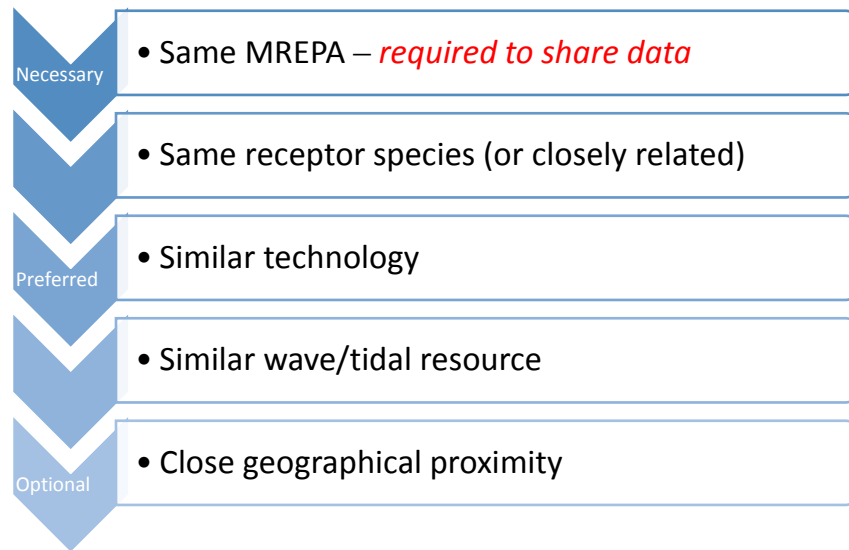 Necessary
• Same MREPA – required to share data
• Same receptor species (or closely related)
Preferred
• Similar technology
• Similar wave/tidal resource
Optional
• Close geographical proximity